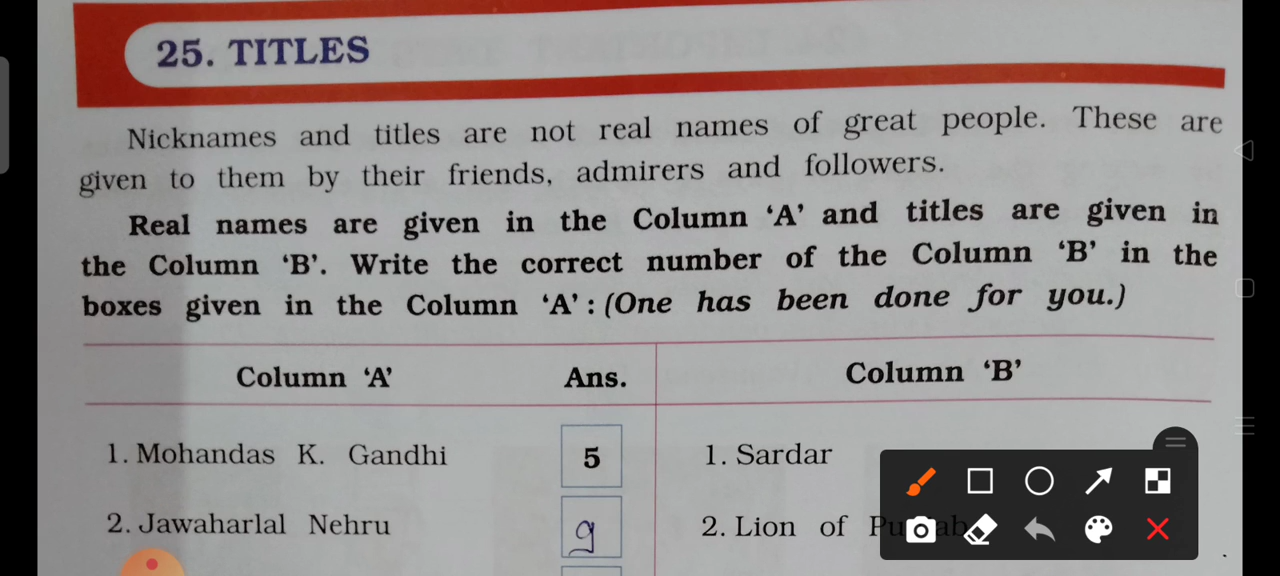 25. TITLES
Nicknames and titles are not real names of great people. These are
given to them by their friends, admirers and followers.
Real names are given in the Column ‘A’ and titles are given in
the Column ‘B’. Write the correct number of the Column ‘B’ in the
boxes given in the Column ‘A’ : (One has been done for you.)
Column ‘A’ Ans. Column ‘B’
1. Mohandas K. Gandhi 5 1. Sardar
2. Jawaharlal Nehru 9 2. Lion of